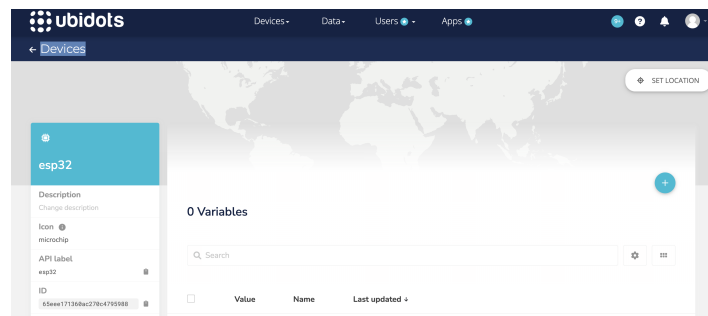 ubidots
Devices
Data
Users
Apps
← Devices
SET LOCATION
esp32
Description
Change description
Icon
microchip
API label
esp32
ID
65eee171360ac270c4795988
0 Variables
Search
Value Name Last updated ↓